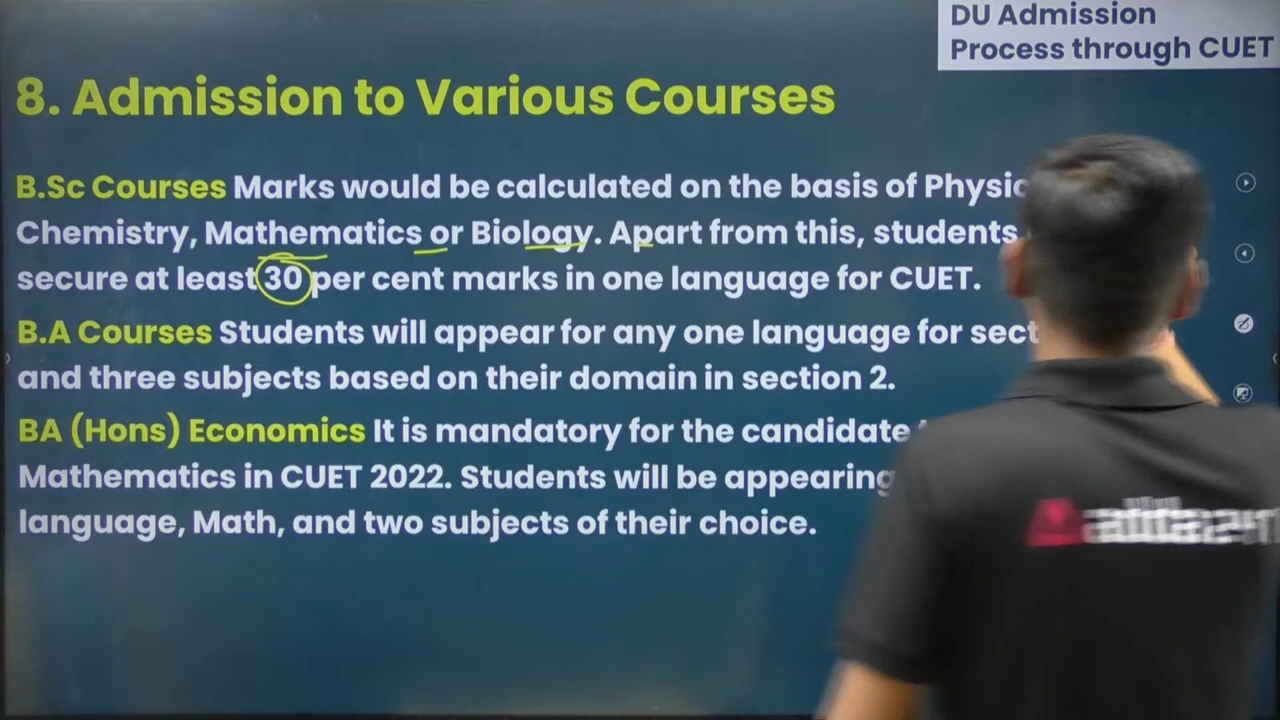 DU Admission
Process through CUET
8. Admission to Various Courses
B.Sc Courses Marks would be calculated on the basis of
Chemistry, Mathematics or Biology. Apart from this, students
secure at least 30 per cent marks in one language for CUET.
B.A Courses Students will appear for any one language for
and three subjects based on their domain in section 2.
BA (Hons) Economics It is mandatory for the candidate
Mathematics in CUET 2022. Students will be appearing
language, Math, and two subjects of their choice.